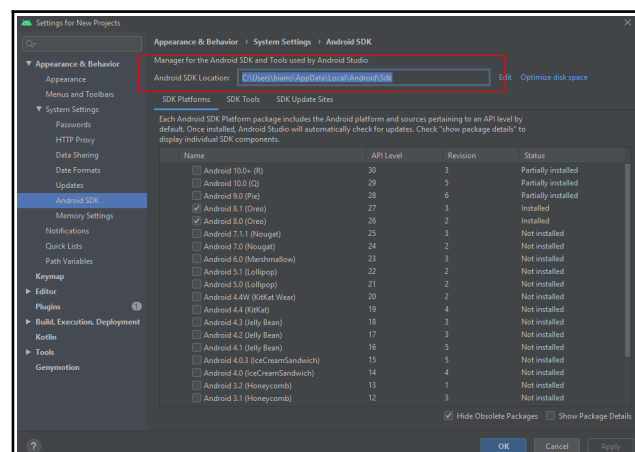 Settings for New Projects
Appearance & Behavior › System Settings › Android SDK
Manager for the Android SDK and Tools used by Android Studio
Android SDK Location: C:\Users\biano\AppData\Local\Android\Sdk Edit Optimize disk space
Appearance & Behavior
Appearance
Menus and Toolbars
System Settings
Passwords
HTTP Proxy
Data Sharing
Date Formats
Updates
Android SDK
Memory Settings
Notifications
Quick Lists
Path Variables
Keymap
Editor
Plugins 1
Build, Execution, Deployment
Kotlin
Tools
Genymotion
SDK Platforms SDK Tools SDK Update Sites
Each Android SDK Platform package includes the Android platform and sources pertaining to an API level by
default. Once installed, Android Studio will automatically check for updates. Check "show package details" to
display individual SDK components.
Name API Level Revision Status
Android 10.0+ (R) 30 3 Partially installed
Android 10.0 (Q) 29 5 Partially installed
Android 9.0 (Pie) 28 6 Partially installed
Android 8.1 (Oreo) 27 3 Installed
Android 8.0 (Oreo) 26 2 Installed
Android 7.1.1 (Nougat) 25 3 Not installed
Android 7.0 (Nougat) 24 2 Not installed
Android 6.0 (Marshmallow) 23 3 Not installed
Android 5.1 (Lollipop) 22 2 Not installed
Android 5.0 (Lollipop) 21 2 Not installed
Android 4.4W (KitKat Wear) 20 2 Not installed
Android 4.4 (KitKat) 19 4 Not installed
Android 4.3 (Jelly Bean) 18 3 Not installed
Android 4.2 (Jelly Bean) 17 3 Not installed
Android 4.1 (Jelly Bean) 16 5 Not installed
Android 4.0.3 (IceCreamSandwich) 15 5 Not installed
Android 4.0 (IceCreamSandwich) 14 4 Not installed
Android 3.2 (Honeycomb) 13 1 Not installed
Android 3.1 (Honeycomb) 12 3 Not installed
Hide Obsolete Packages Show Package Details
? OK Cancel Apply